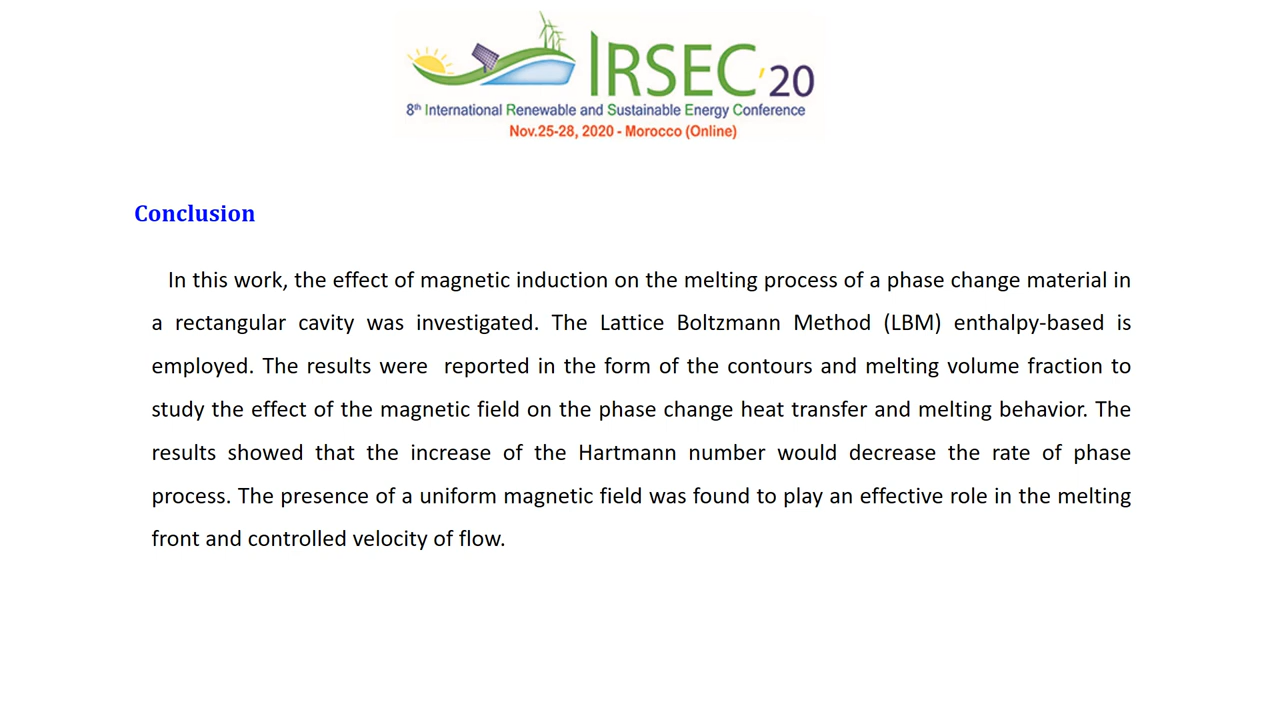 IRSEC'20
8th International Renewable and Sustainable Energy Conference
Nov.25-28, 2020 - Morocco (Online)
Conclusion
In this work, the effect of magnetic induction on the melting process of a phase change material in
a rectangular cavity was investigated. The Lattice Boltzmann Method (LBM) enthalpy-based is
employed. The results were  reported in the form of the contours and melting volume fraction to
study the effect of the magnetic field on the phase change heat transfer and melting behavior. The
results showed that the increase of the Hartmann number would decrease the rate of phase
process. The presence of a uniform magnetic field was found to play an effective role in the melting
front and controlled velocity of flow.